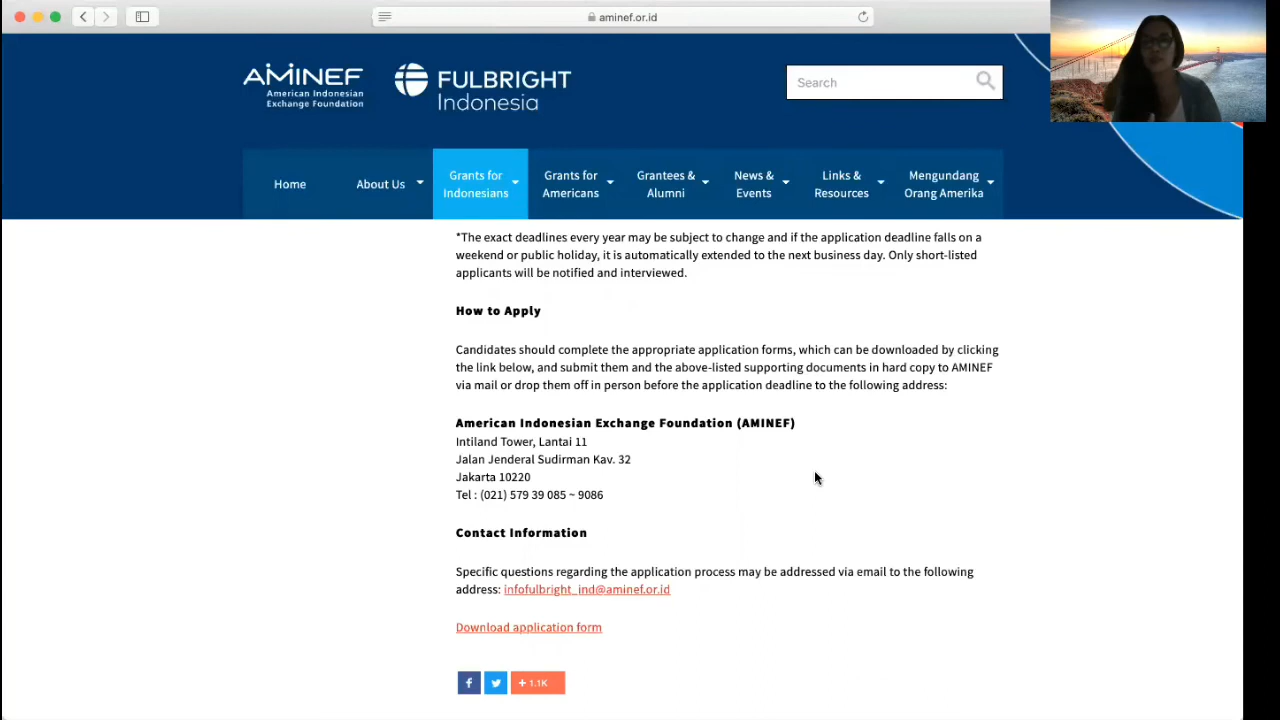 aminef.or.id
AMINEF
American Indonesian
Exchange Foundation
FULBRIGHT
Indonesia
Search
Home
About Us
Grants for
Indonesians
Grants for
Americans
Grantees &
Alumni
News &
Events
Links &
Resources
Mengundang
Orang Amerika
*The exact deadlines every year may be subject to change and if the application deadline falls on a
weekend or public holiday, it is automatically extended to the next business day. Only short-listed
applicants will be notified and interviewed.
How to Apply
Candidates should complete the appropriate application forms, which can be downloaded by clicking
the link below, and submit them and the above-listed supporting documents in hard copy to AMINEF
via mail or drop them off in person before the application deadline to the following address:
American Indonesian Exchange Foundation (AMINEF)
Intiland Tower, Lantai 11
Jalan Jenderal Sudirman Kav. 32
Jakarta 10220
Tel : (021) 579 39 085 ~ 9086
Contact Information
Specific questions regarding the application process may be addressed via email to the following
address: infofulbright_ind@aminef.or.id
Download application form
+ 1.1K